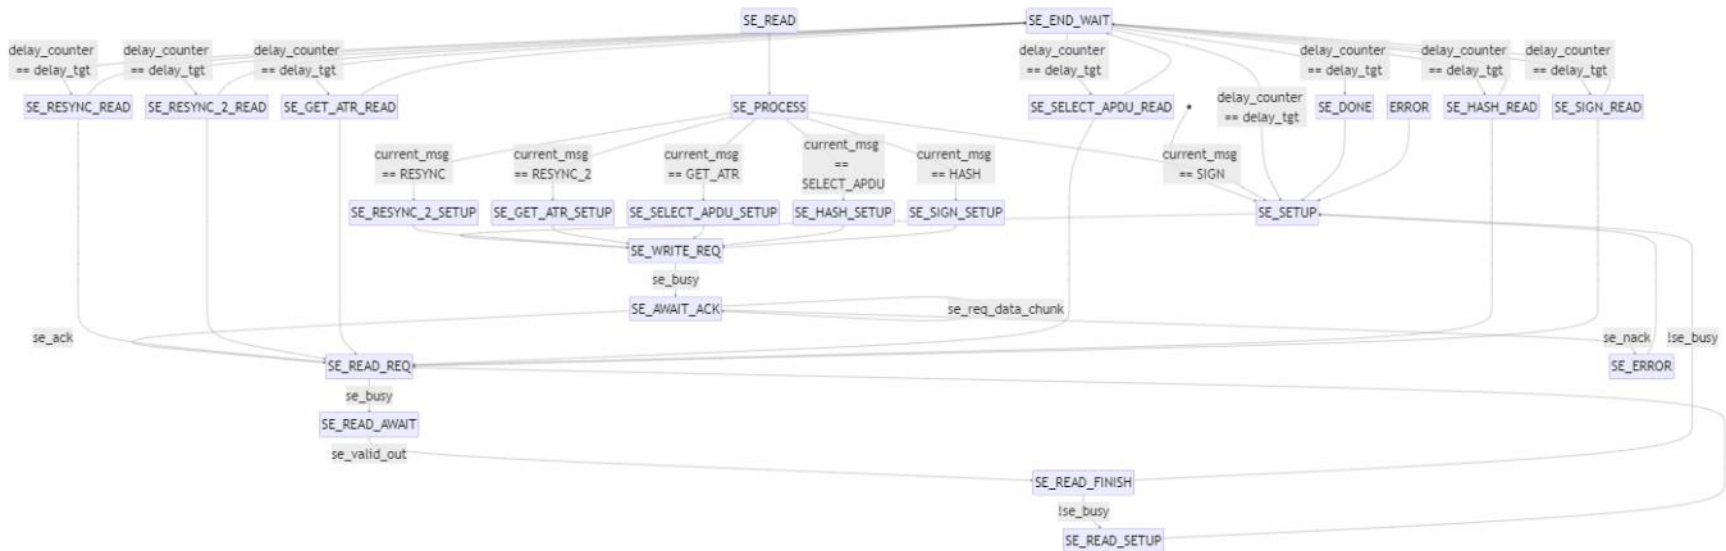 SE_READ
SE_END_WAIT
delay_counter
== delay_tgt
delay_counter
== delay_tgt
delay_counter
== delay_tgt
delay_counter
== delay_tgt
delay_counter
== delay_tgt
delay_counter
== delay_tgt
delay_counter
== delay_tgt
delay_counter
== delay_tgt
SE_RESYNC_READ
SE_RESYNC_2_READ
SE_GET_ATR_READ
SE_PROCESS
SE_SELECT_APDU_READ
SE_DONE
ERROR
SE_HASH_READ
SE_SIGN_READ
current_msg
== RESYNC
current_msg
== RESYNC_2
current_msg
== GET_ATR
current_msg
==
SELECT_APDU
current_msg
== HASH
current_msg
== SIGN
SE_RESYNC_2_SETUP
SE_GET_ATR_SETUP
SE_SELECT_APDU_SETUP
SE_HASH_SETUP
SE_SIGN_SETUP
SE_SETUP
SE_WRITE_REQ
se_busy
SE_AWAIT_ACK
se_req_data_chunk
se_ack
se_nack
!se_busy
SE_READ_REQ
SE_ERROR
se_busy
SE_READ_AWAIT
se_valid_out
SE_READ_FINISH
!se_busy
SE_READ_SETUP